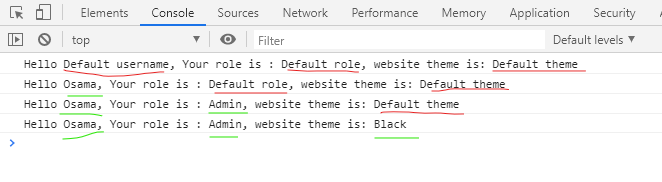 Elements Console Sources Network Performance Memory Application Security
top Filter Default levels
Hello Default username, Your role is : Default role, website theme is: Default theme
Hello Osama, Your role is : Default role, website theme is: Default theme
Hello Osama, Your role is : Admin, website theme is: Default theme
Hello Osama, Your role is : Admin, website theme is: Black